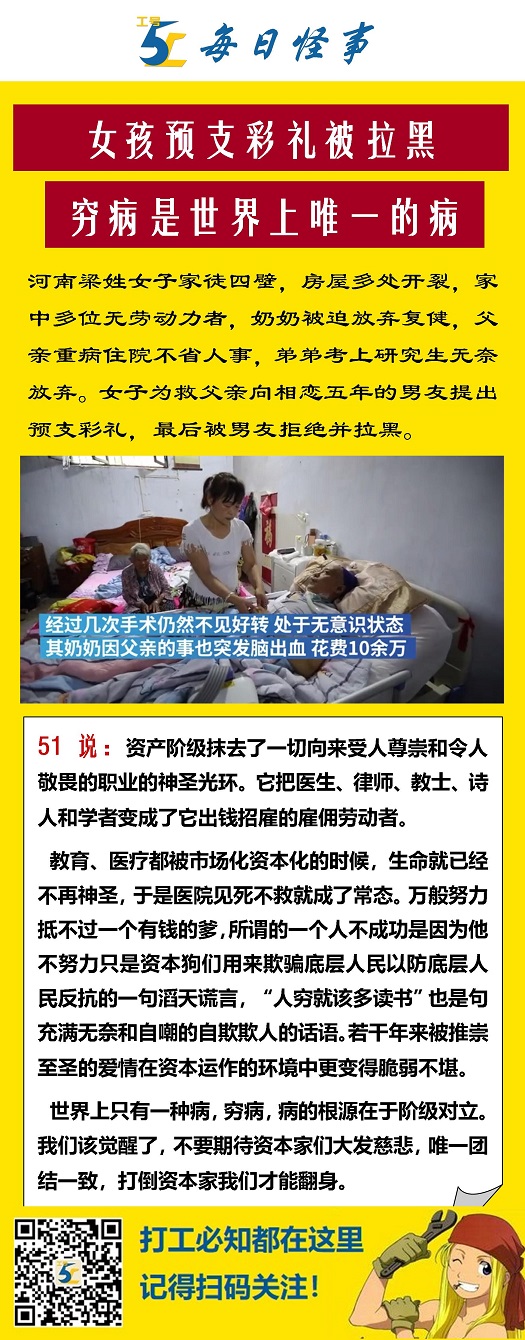 工号
51
每日怪事
女孩预支彩礼被拉黑
穷病是世界上唯一的病
河南梁姓女子家徒四壁，房屋多处开裂，家
中多位无劳动力者，奶奶被迫放弃复健，父
亲重病住院不省人事，弟弟考上研究生无奈
放弃。女子为救父亲向相恋五年的男友提出
预支彩礼，最后被男友拒绝并拉黑。
经过几次手术仍然不见好转 处于无意识状态
其奶奶因父亲的事也突发脑出血 花费10余万
51 说：资产阶级抹去了一切向来受人尊崇和令人
敬畏的职业的神圣光环。它把医生、律师、教士、诗
人和学者变成了它出钱招雇的雇佣劳动者。
教育、医疗都被市场化资本化的时候，生命就已经
不再神圣，于是医院见死不救就成了常态。万般努力
抵不过一个有钱的爹，所谓的一个人不成功是因为他
不努力只是资本狗们用来欺骗底层人民以防底层人
民反抗的一句滔天谎言，“人穷就该多读书”也是句
充满无奈和自嘲的自欺欺人的话语。若干年来被推崇
至圣的爱情在资本运作的环境中更变得脆弱不堪。
世界上只有一种病，穷病，病的根源在于阶级对立。
我们该觉醒了，不要期待资本家们大发慈悲，唯一团
结一致，打倒资本家我们才能翻身。
打工必知都在这里
记得扫码关注！